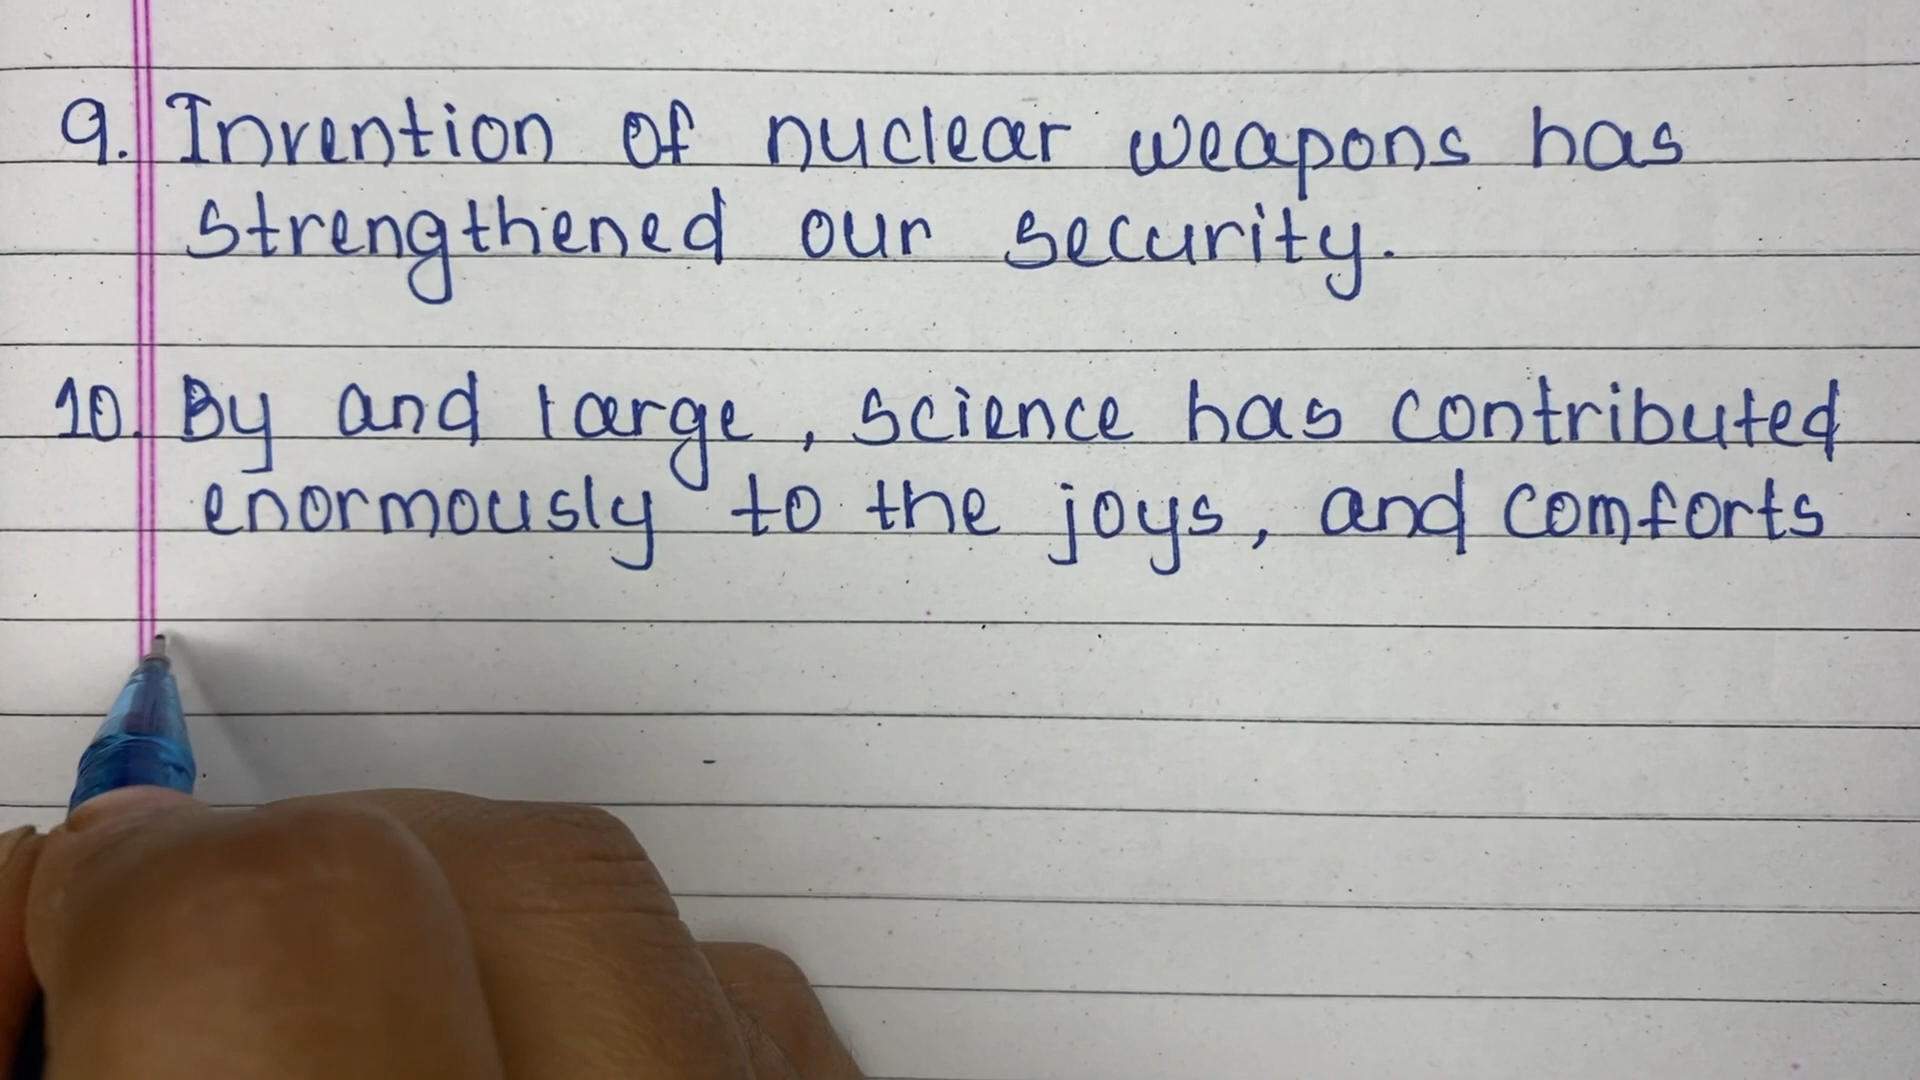 9. Invention of nuclear weapons has
strengthened our security.
10. By and large, science has contributed
enormously to the joys, and comforts